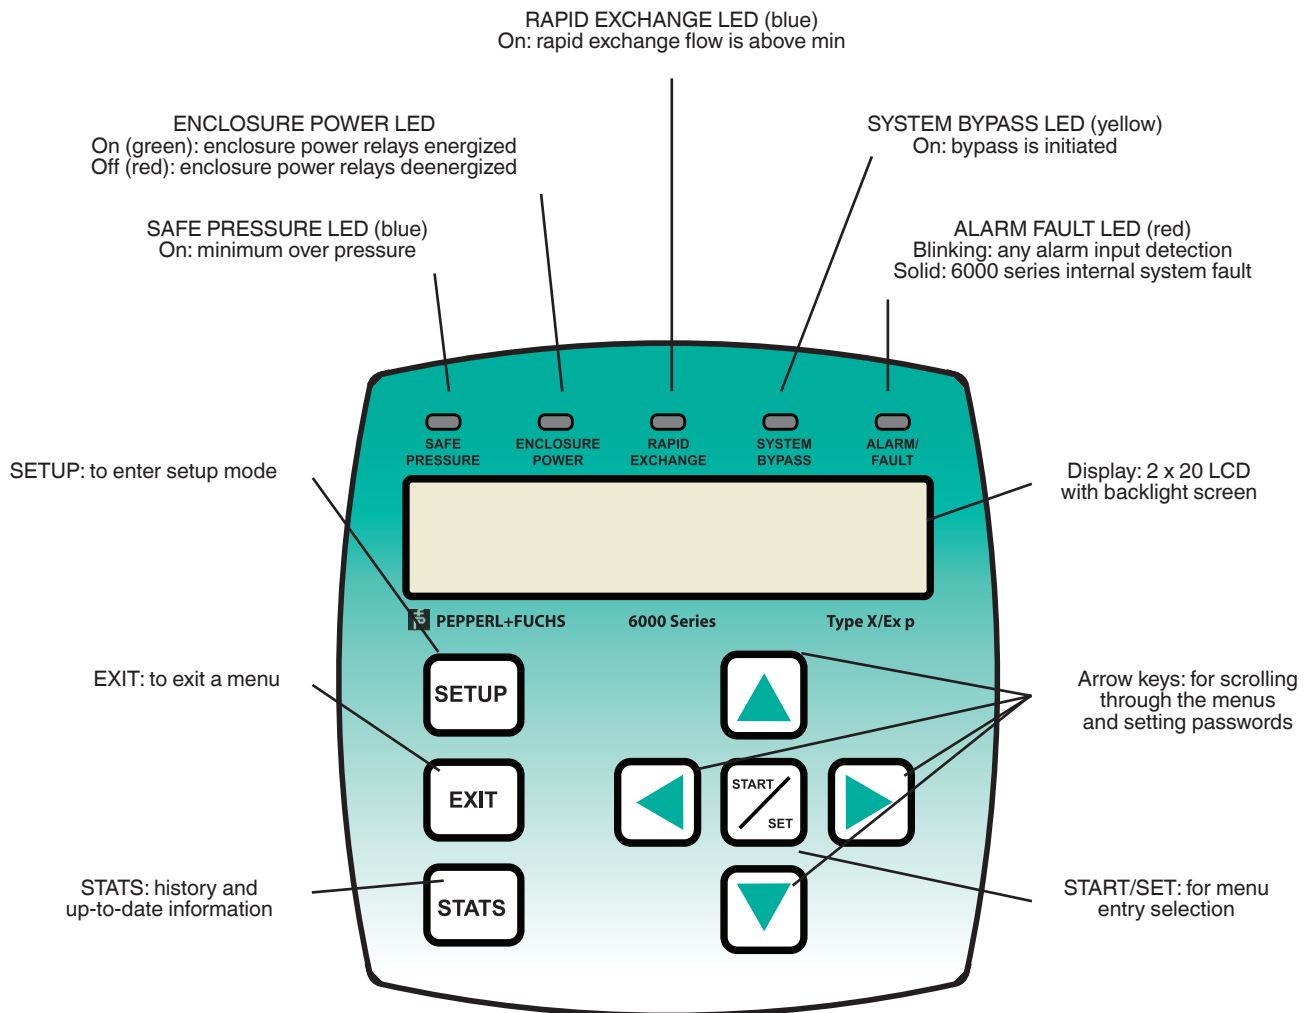 RAPID EXCHANGE LED (blue)
On: rapid exchange flow is above min
ENCLOSURE POWER LED
On (green): enclosure power relays energized
Off (red): enclosure power relays deenergized
SYSTEM BYPASS LED (yellow)
On: bypass is initiated
SAFE PRESSURE LED (blue)
On: minimum over pressure
ALARM FAULT LED (red)
Blinking: any alarm input detection
Solid: 6000 series internal system fault
SAFE
PRESSURE
ENCLOSURE
POWER
RAPID
EXCHANGE
SYSTEM
BYPASS
ALARM/
FAULT
SETUP: to enter setup mode
Display: 2 x 20 LCD
with backlight screen
PEPPERL+FUCHS
6000 Series
Type X/Ex p
SETUP
EXIT: to exit a menu
Arrow keys: for scrolling
through the menus
and setting passwords
EXIT
START
SET
STATS: history and
up-to-date information
STATS
START/SET: for menu
entry selection